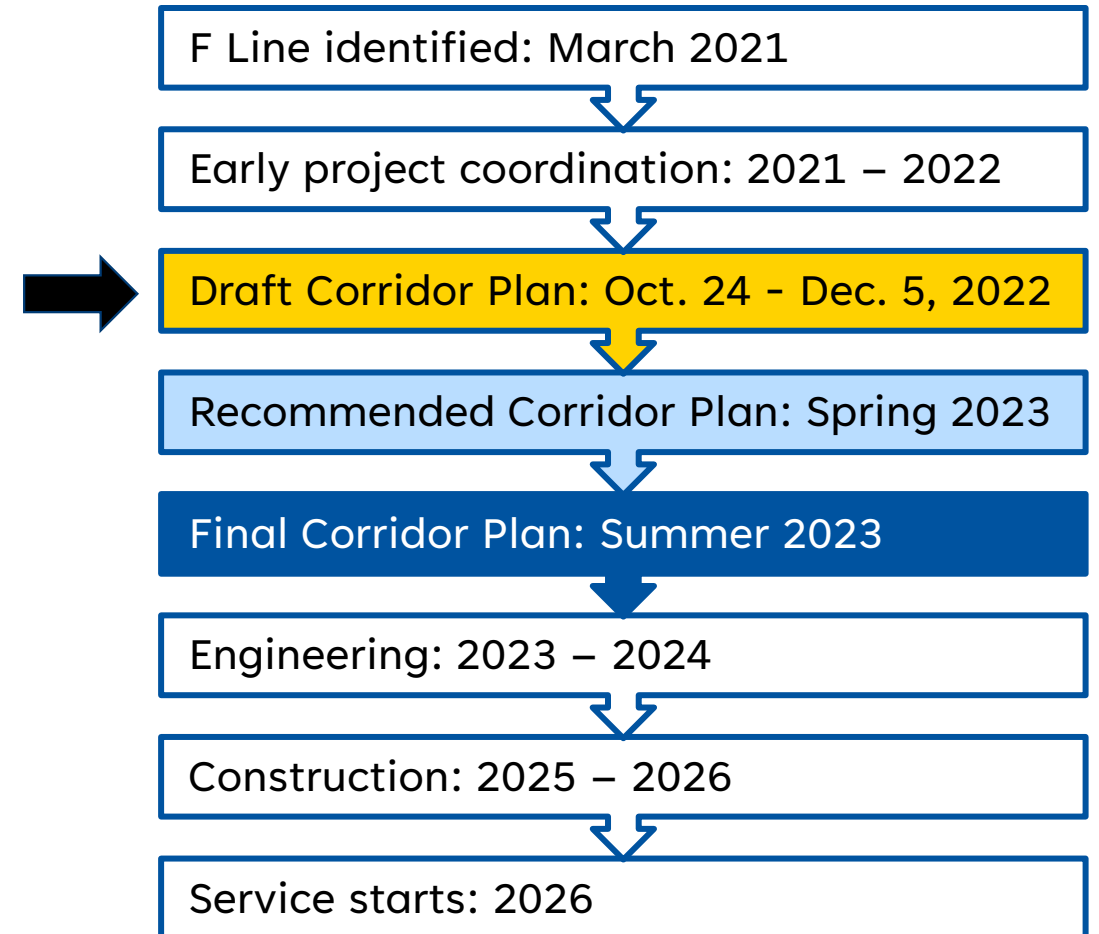 F Line identified: March 2021
Early project coordination: 2021 – 2022
Draft Corridor Plan: Oct. 24 - Dec. 5, 2022
Recommended Corridor Plan: Spring 2023
Final Corridor Plan: Summer 2023
Engineering: 2023 – 2024
Construction: 2025 – 2026
Service starts: 2026